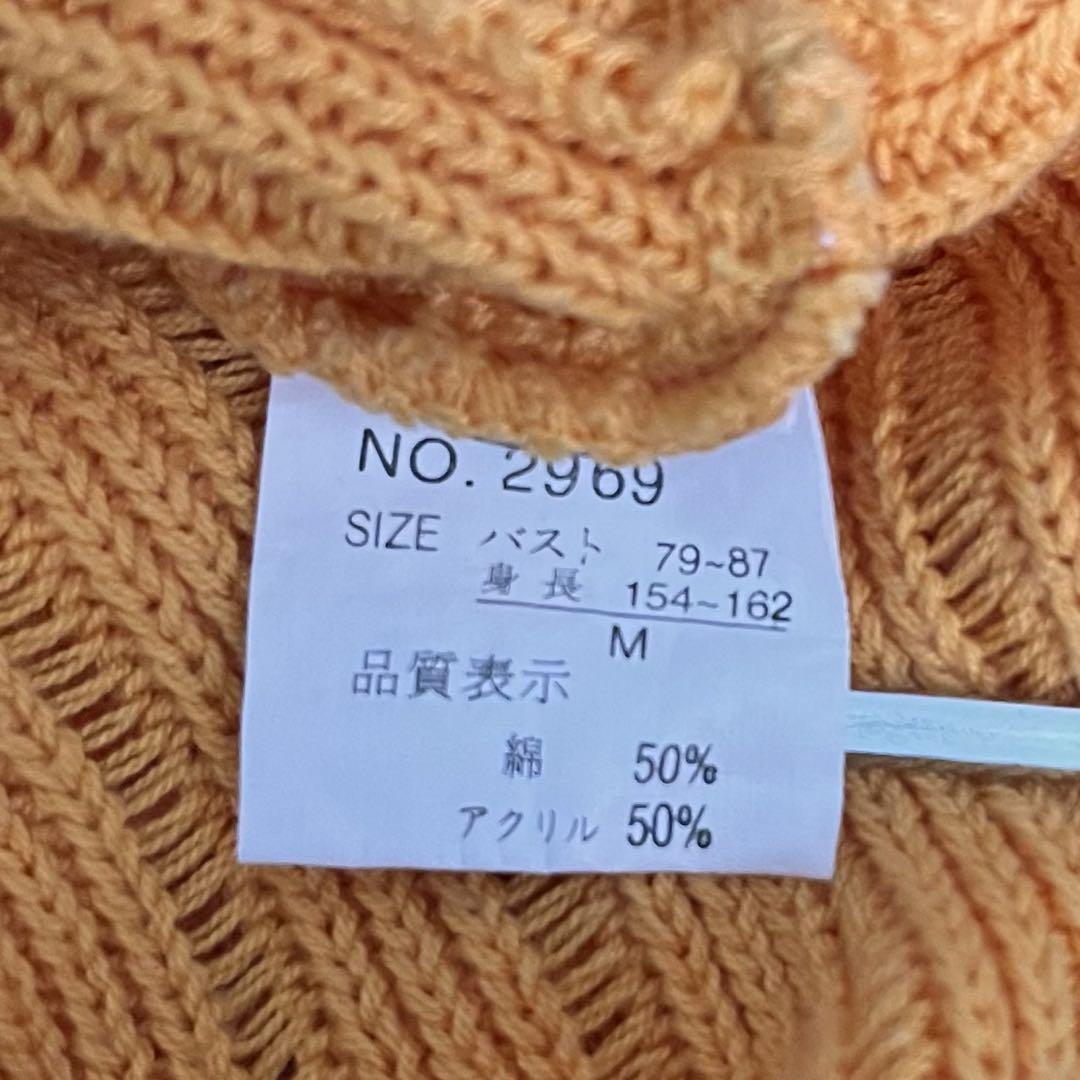 NO. 2969
SIZE バスト 79~87
身長 154~162
M
品質表示
綿 50%
アクリル 50%